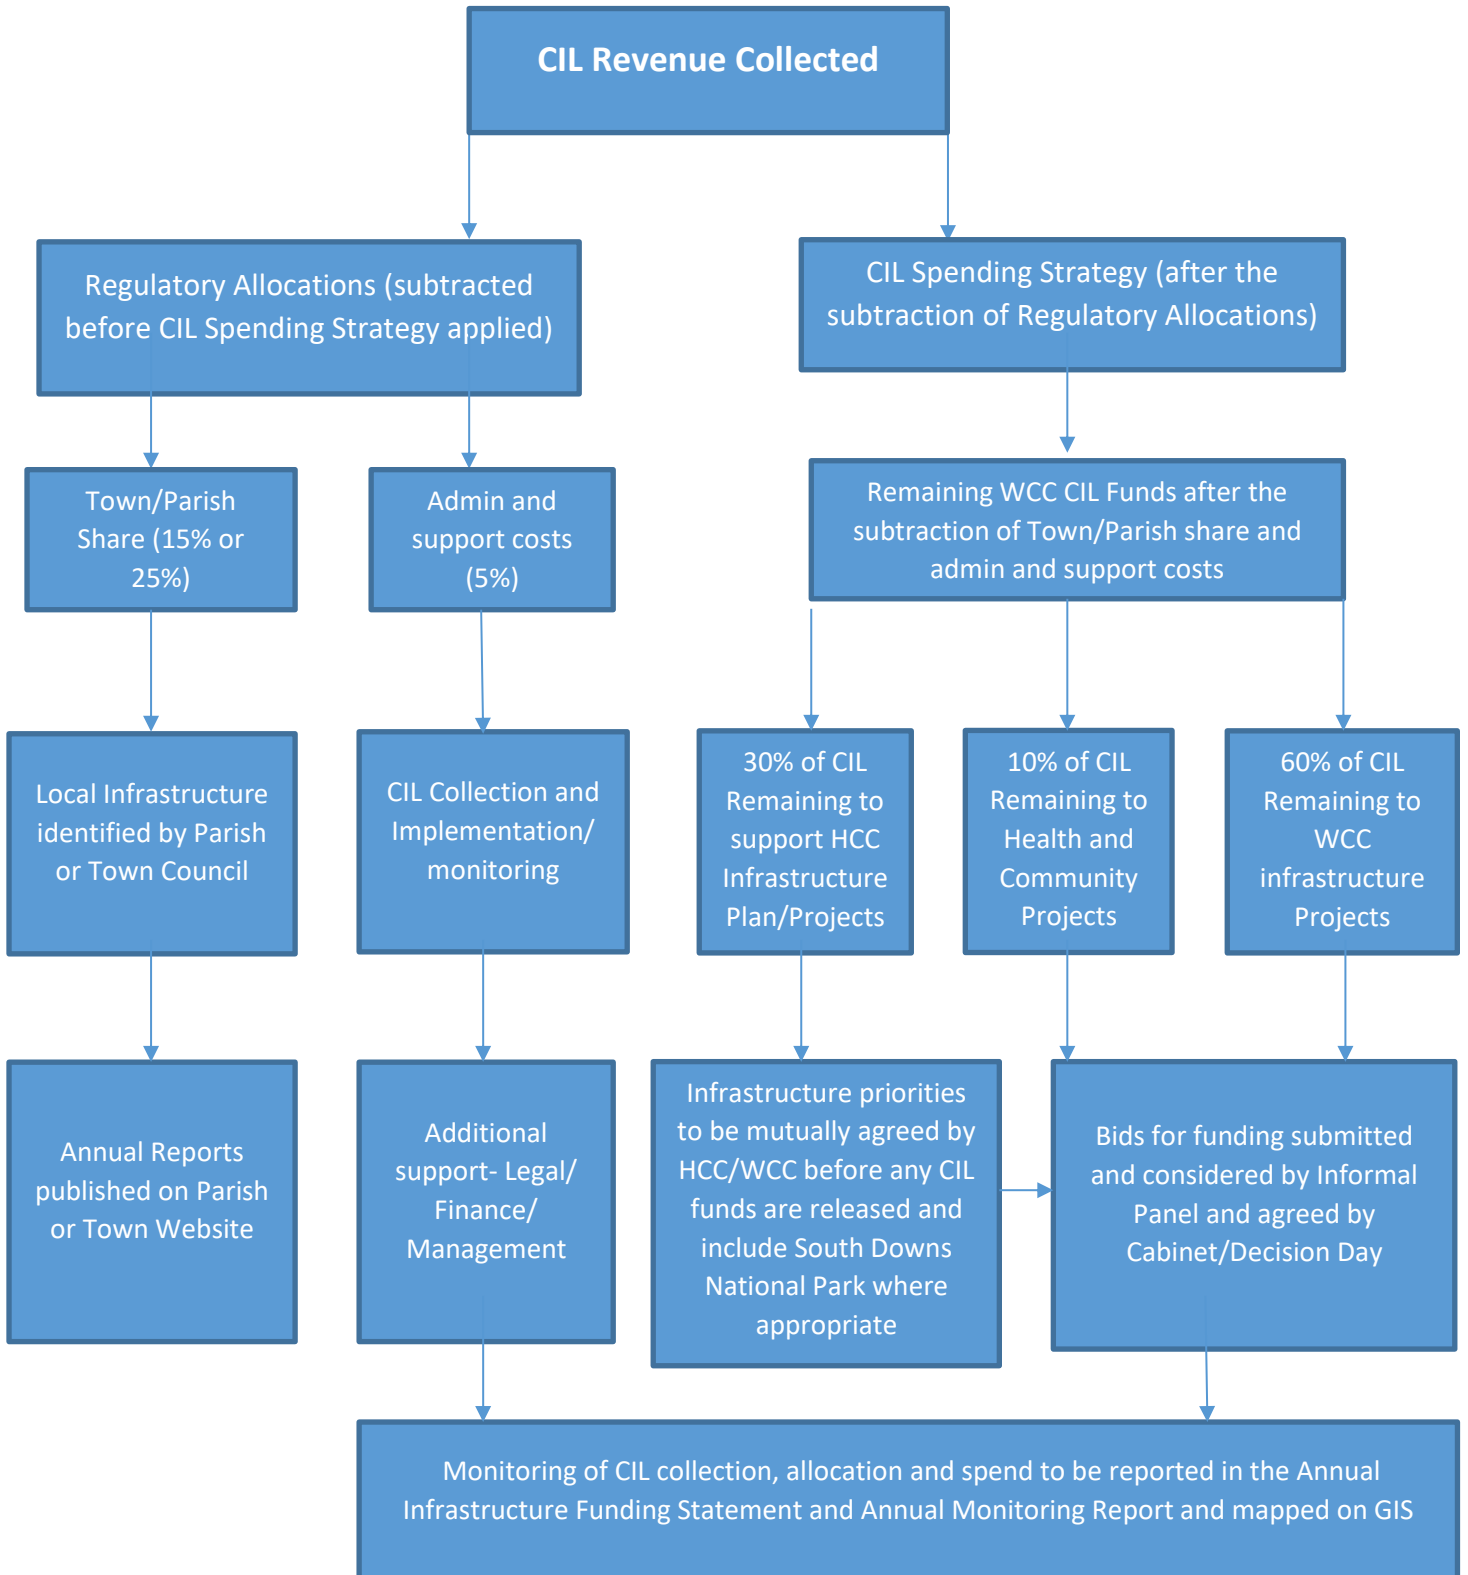 CIL Revenue Collected
Regulatory Allocations (subtracted
before CIL Spending Strategy applied)
CIL Spending Strategy (after the
subtraction of Regulatory Allocations)
Town/Parish
Share (15% or
25%)
Admin and
support costs
(5%)
Remaining WCC CIL Funds after the
subtraction of Town/Parish share and
admin and support costs
Local Infrastructure
identified by Parish
or Town Council
CIL Collection and
Implementation/
monitoring
30% of CIL
Remaining to
support HCC
Infrastructure
Plan/Projects
10% of CIL
Remaining to
Health and
Community
Projects
60% of CIL
Remaining to
WCC
infrastructure
Projects
Annual Reports
published on Parish
or Town Website
Additional
support- Legal/
Finance/
Management
Infrastructure priorities
to be mutually agreed by
HCC/WCC before any CIL
funds are released and
include South Downs
National Park where
appropriate
Bids for funding submitted
and considered by Informal
Panel and agreed by
Cabinet/Decision Day
Monitoring of CIL collection, allocation and spend to be reported in the Annual
Infrastructure Funding Statement and Annual Monitoring Report and mapped on GIS